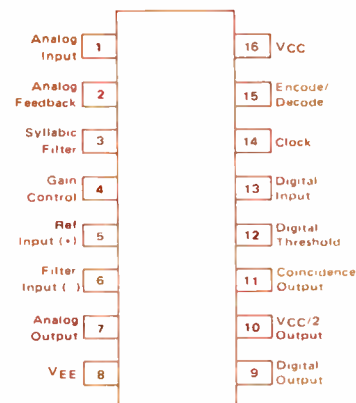 Analog
Input
1
16
VCC
Analog
Feedback
2
15
Encode/
Decode
Syllabic
Filter
3
14
Clock
Gain
Control
4
13
Digital
Input
Ref
Input (+)
5
12
Digital
Threshold
Filter
Input (-)
6
11
Coincidence
Output
Analog
Output
7
10
VCC/2
Output
VEE
8
9
Digital
Output